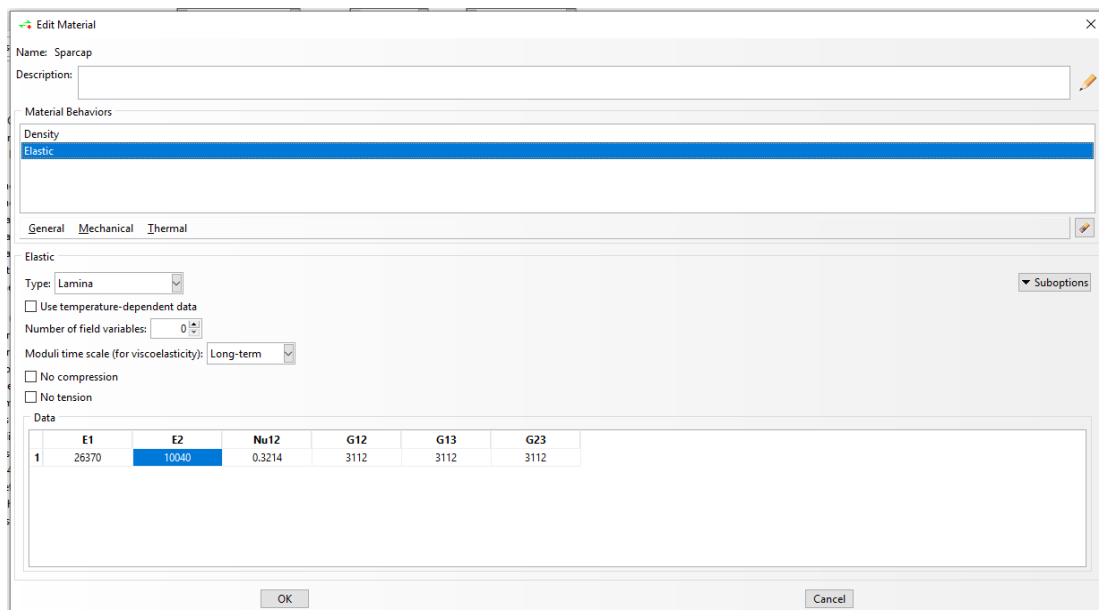 Edit Material
Name: Sparcap
Description:
Material Behaviors
Density
Elastic
General Mechanical Thermal
Elastic
Type: Lamina
Suboptions
Use temperature-dependent data
Number of field variables: 0
Moduli time scale (for viscoelasticity): Long-term
No compression
No tension
Data
E1 E2 Nu12 G12 G13 G23
1 26370 10040 0.3214 3112 3112 3112
OK Cancel